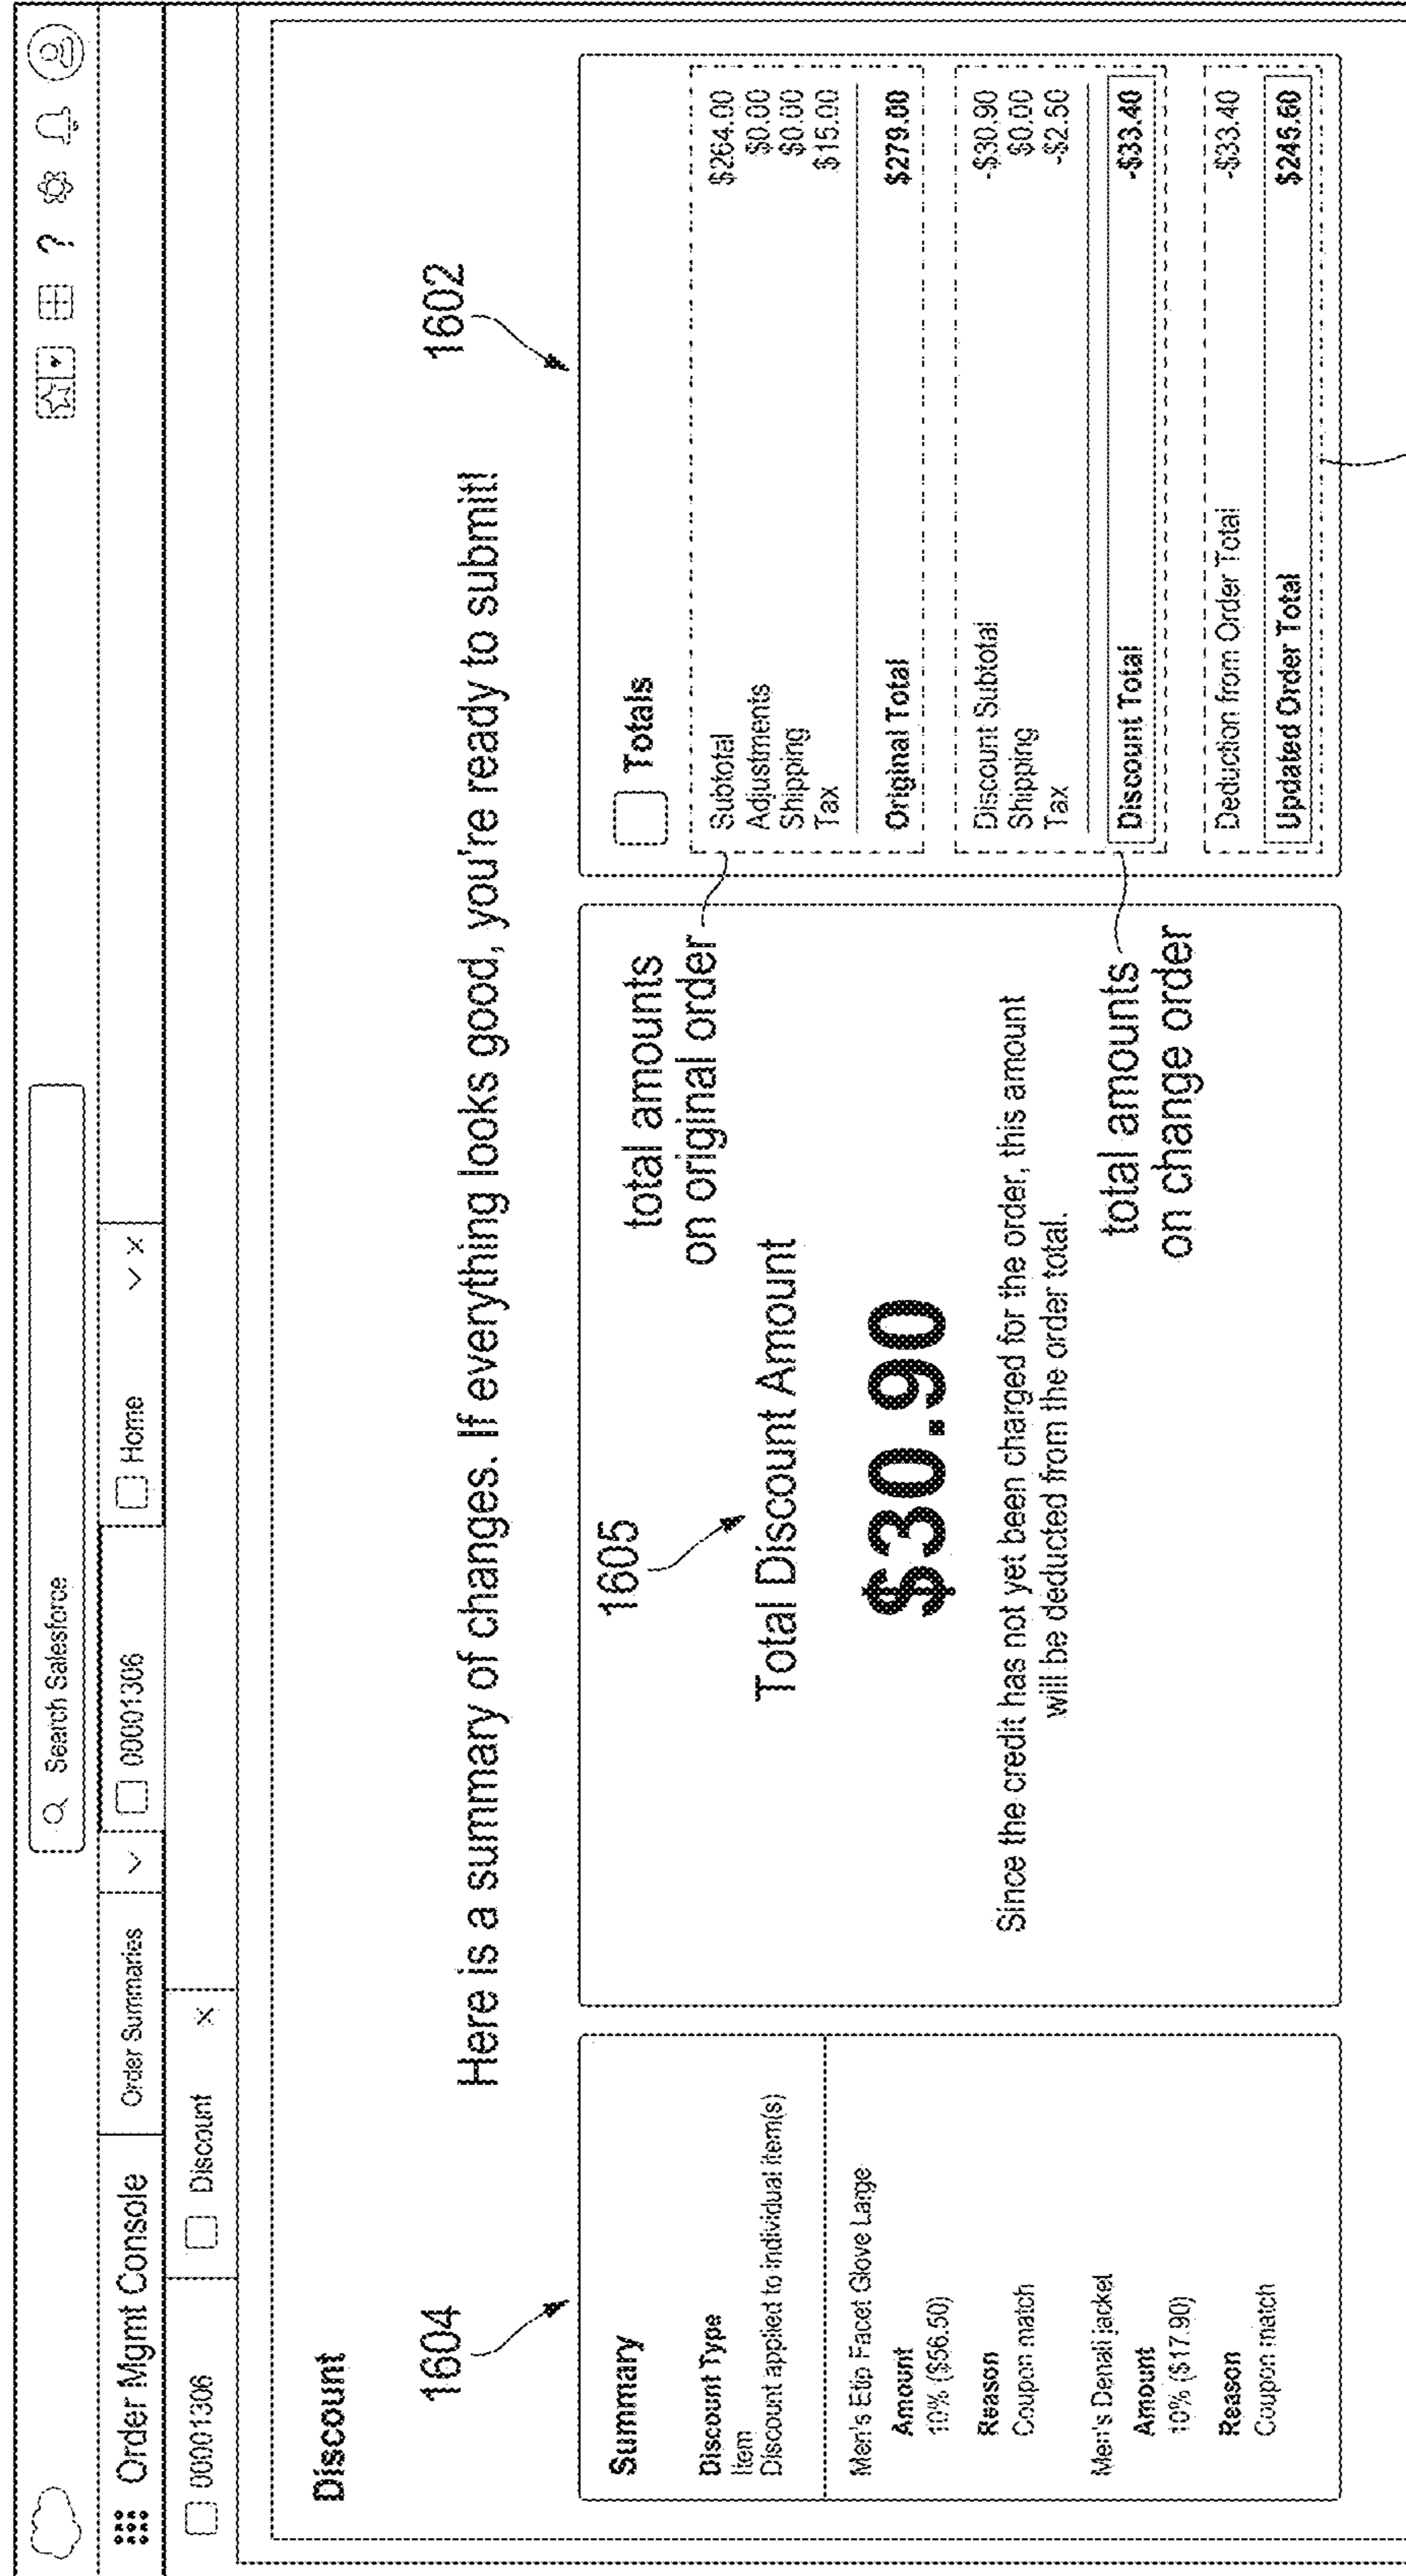 Search Salesforce
?
Order Mgmt Console
Order Summaries
00001306
Home
00001306
Discount
Discount
Here is a summary of changes. If everything looks good, you're ready to submit!
1604
1602
Summary
Discount Type
Item
Discount applied to individual item(s)
Men's Etip Facet Glove Large
Amount
10% ($56.50)
Reason
Coupon match
Men's Denali jacket
Amount
10% ($17.90)
Reason
Coupon match
1605
Total Discount Amount
$30.90
Since the credit has not yet been charged for the order, this amount
will be deducted from the order total.
total amounts
on original order
total amounts
on change order
Totals
Subtotal $264.00
Adjustments $0.00
Shipping $0.00
Tax $15.00
Original Total $279.00
Discount Subtotal -$30.90
Shipping $0.00
Tax -$2.50
Discount Total -$33.40
Deduction from Order Total -$33.40
Updated Order Total $245.60